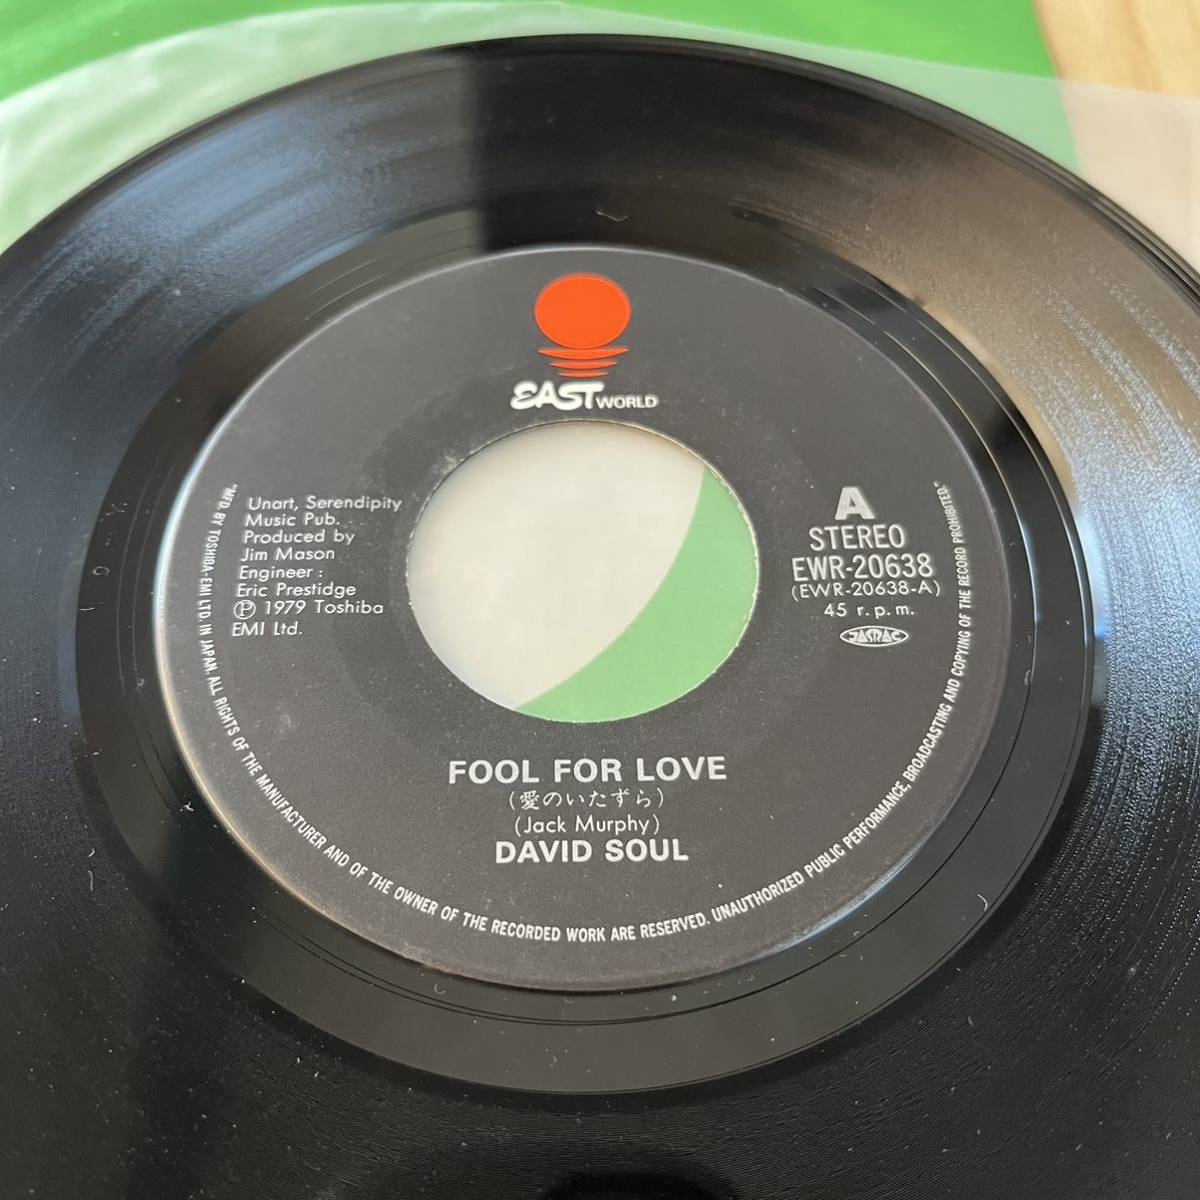 EAST WORLD
Unart, Serendipity
Music Pub.
Produced by
Jim Mason
Engineer :
Eric Prestidge
Ⓟ 1979 Toshiba
EMI Ltd.
A
STEREO
EWR-20638
(EWR-20638-A)
45 r.p.m.
JASRAC
FOOL FOR LOVE
(愛のいたずら)
(Jack Murphy)
DAVID SOUL
"MFD. BY TOSHIBA-EMI LTD. IN JAPAN. ALL RIGHTS OF THE MANUFACTURER AND OF THE OWNER OF THE RECORDED WORK ARE RESERVED. UNAUTHORIZED PUBLIC PERFORMANCE, BROADCASTING AND COPYING OF THE RECORD PROHIBITED."